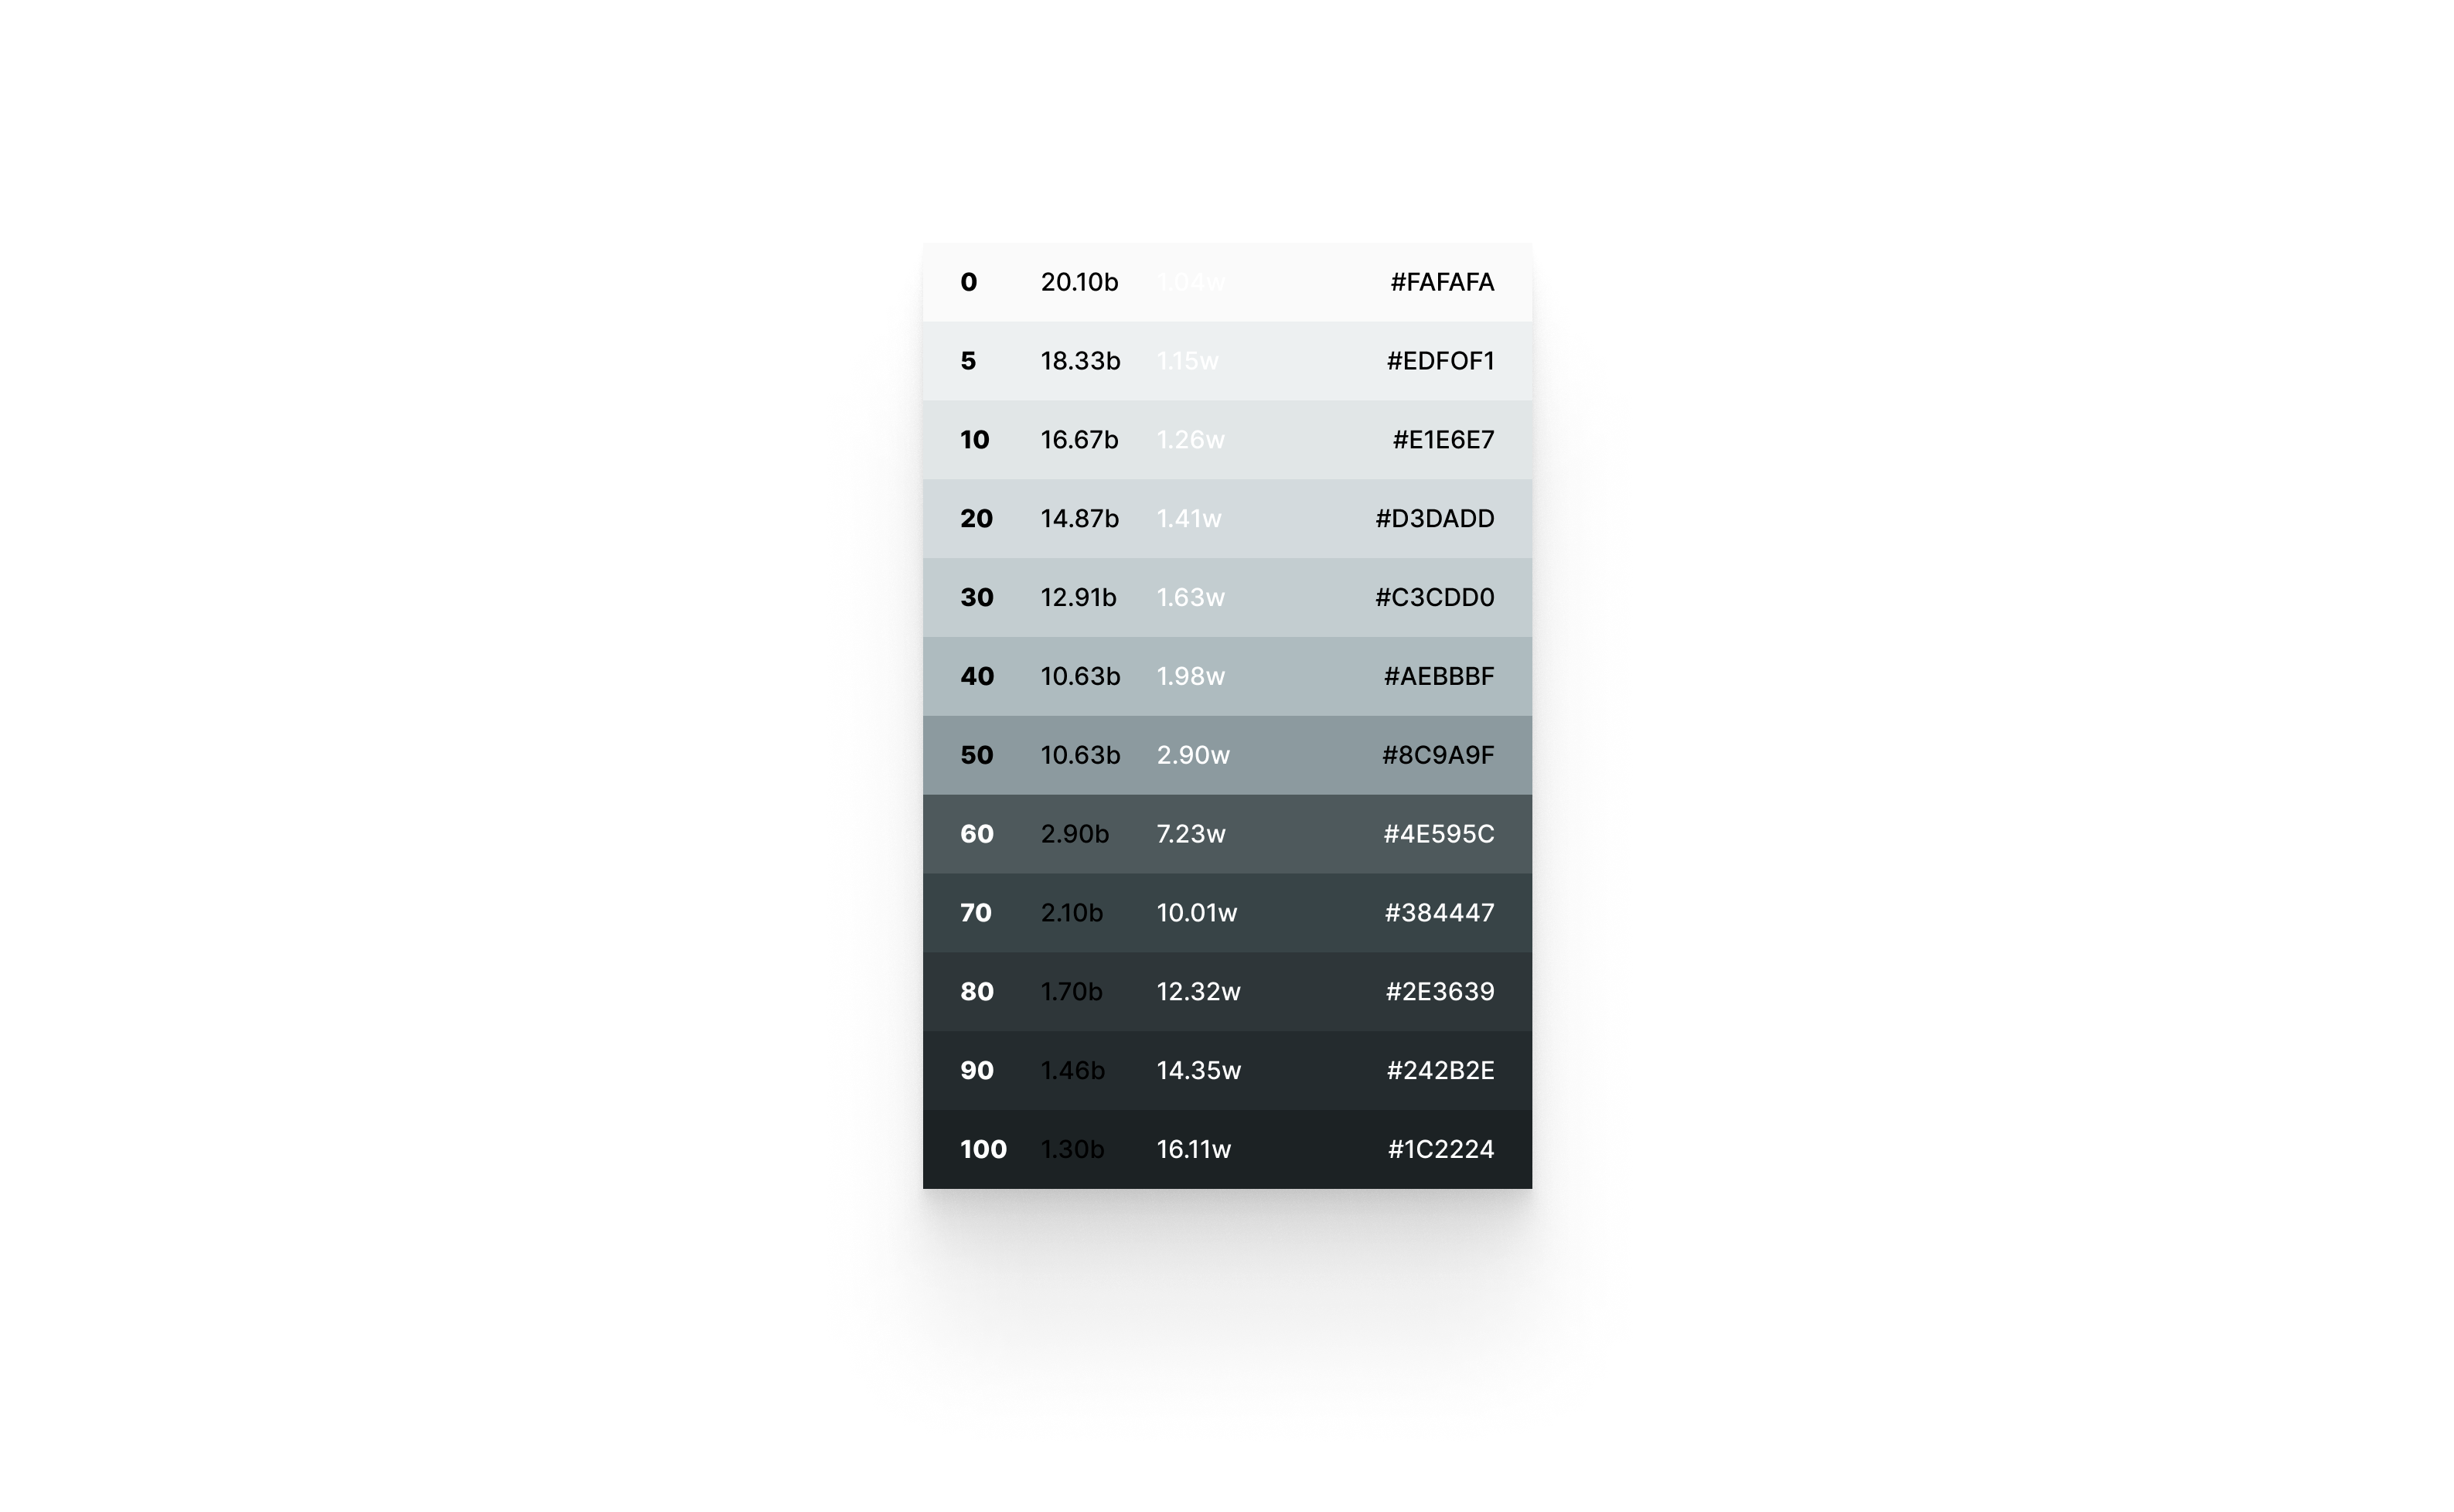 0 20.10b 1.04w #FAFAFA
5 18.33b 1.15w #EDFOF1
10 16.67b 1.26w #E1E6E7
20 14.87b 1.41w #D3DADD
30 12.91b 1.63w #C3CDD0
40 10.63b 1.98w #AEBBBF
50 10.63b 2.90w #8C9A9F
60 2.90b 7.23w #4E595C
70 2.10b 10.01w #384447
80 1.70b 12.32w #2E3639
90 1.46b 14.35w #242B2E
100 1.30b 16.11w #1C2224